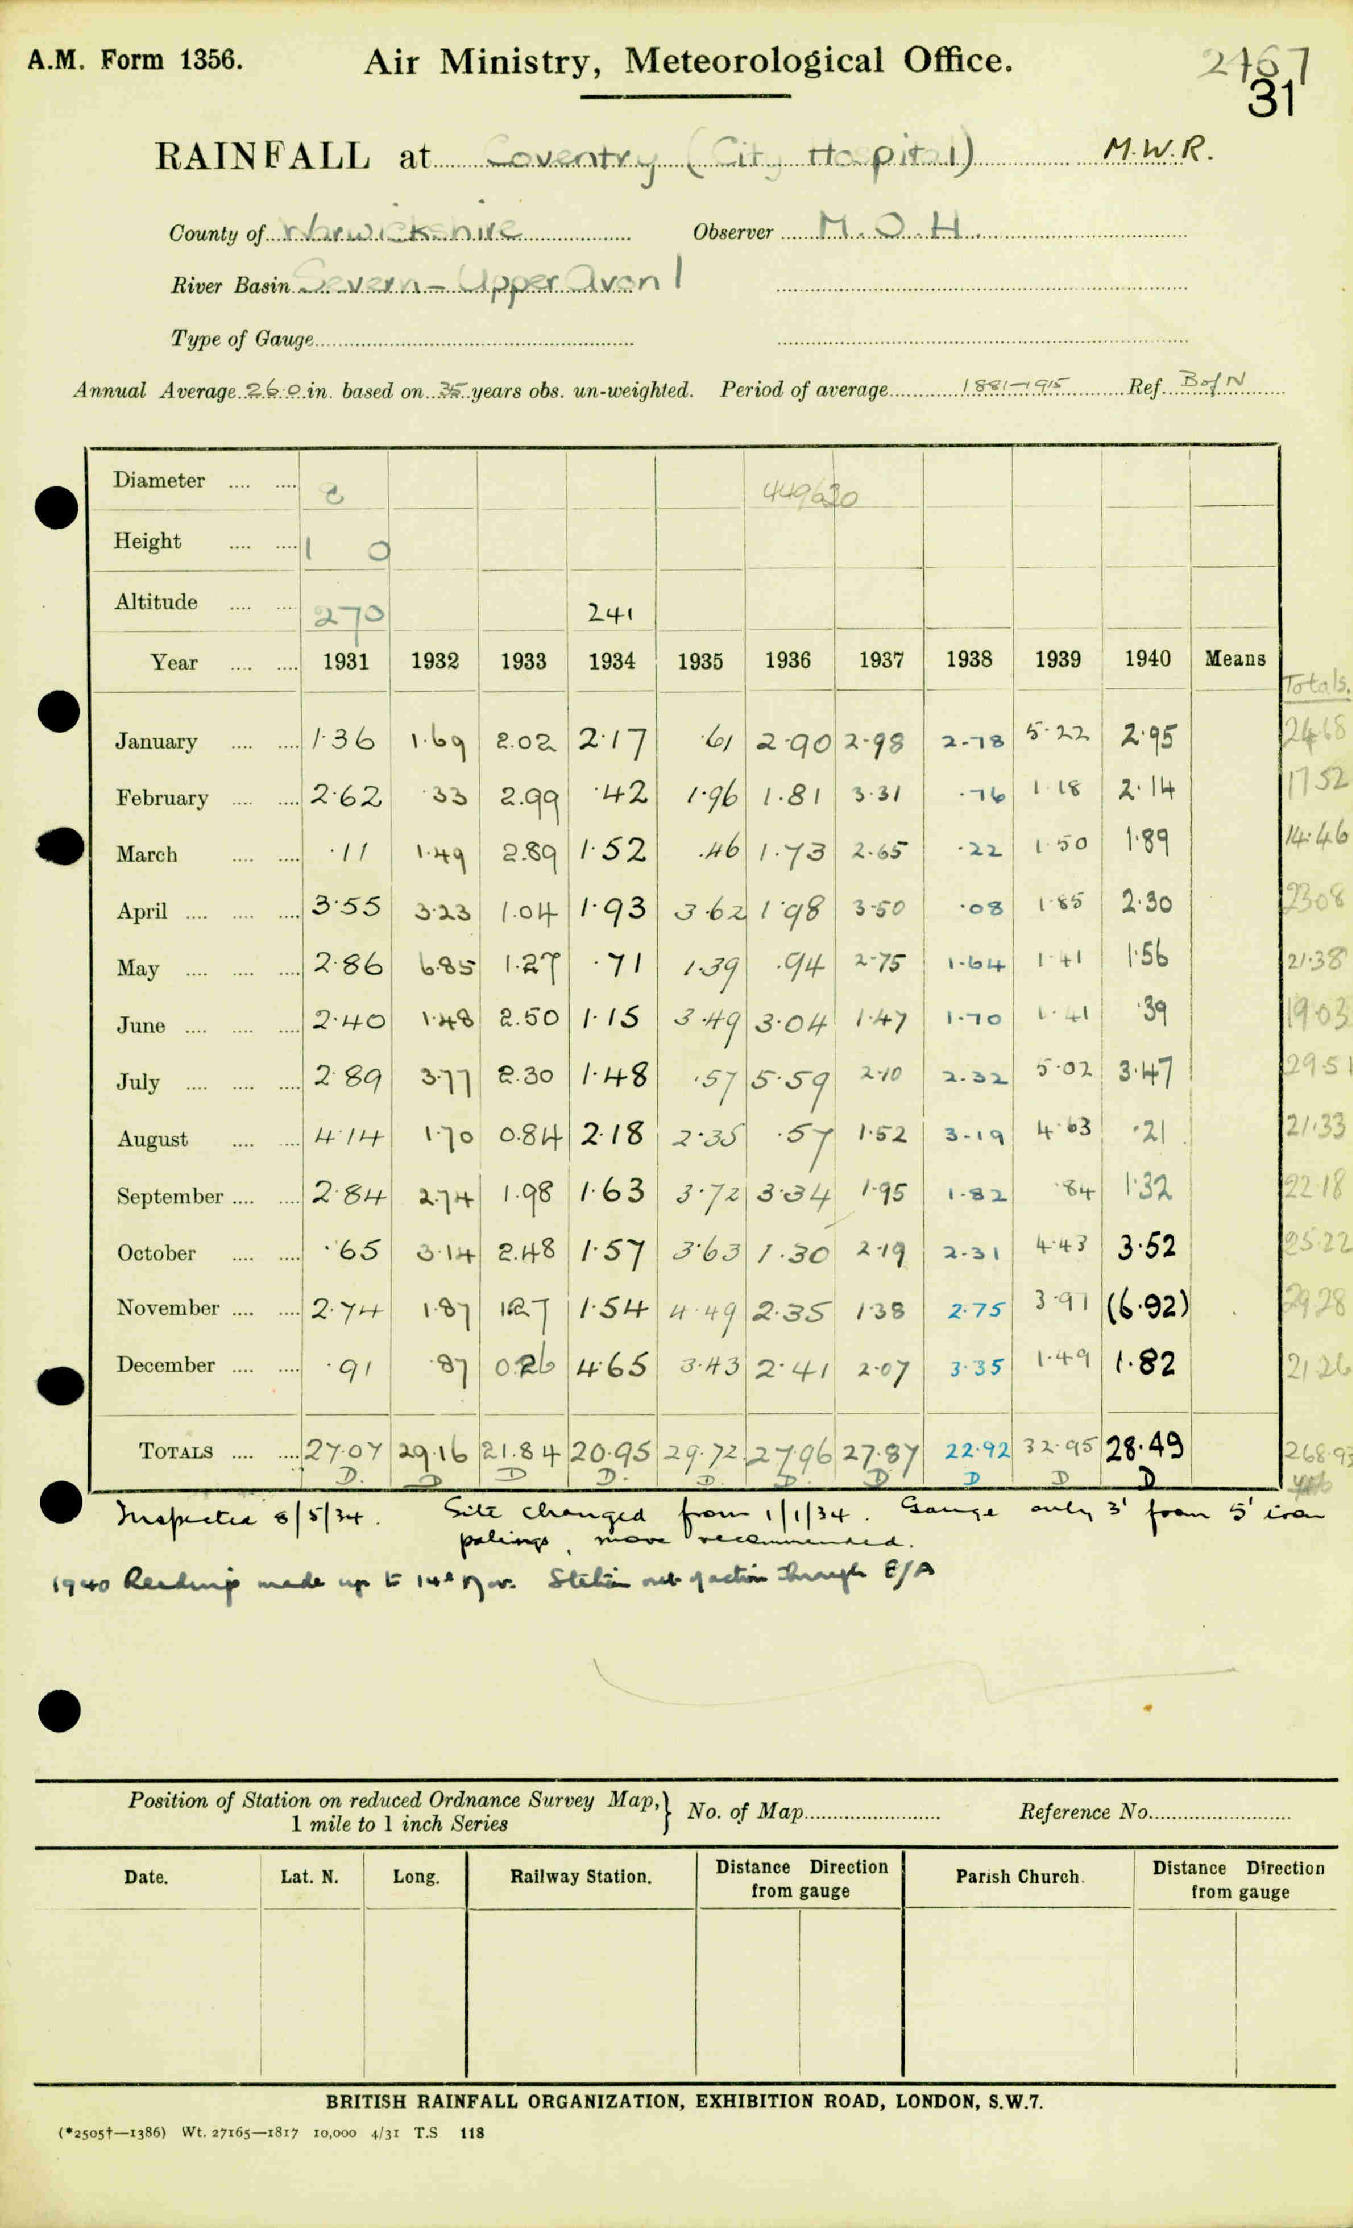 A.M. Form 1356. Air Ministry, Meteorological Office. 2467
31
RAINFALL at Coventry (City Hospital) M.W.R.
County of Warwickshire Observer M.O.H.
River Basin Severn - Upper Avon 1
Type of Gauge
Annual Average 26.0 in. based on 35 years obs. un-weighted. Period of average 1881-1915 Ref. B of N
Diameter 8 449620
Height 1 0
Altitude 270 241
Year 1931 1932 1933 1934 1935 1936 1937 1938 1939 1940 Means Totals.
January 1.36 1.69 2.02 2.17 .61 2.90 2.98 2.78 5.22 2.95 24.68
February 2.62 .33 2.99 .42 1.96 1.81 3.31 .76 1.18 2.14 17.52
March .11 1.49 2.89 1.52 .46 1.73 2.65 .22 1.50 1.89 14.46
April 3.55 3.23 1.04 1.93 3.62 1.98 3.50 .08 1.85 2.30 23.08
May 2.86 6.85 1.27 .71 1.39 .94 2.75 1.64 1.41 1.56 21.38
June 2.40 1.48 2.50 1.15 3.49 3.04 1.47 1.70 1.41 .39 19.03
July 2.89 3.77 2.30 1.48 .57 5.59 2.10 2.32 5.02 3.47 29.51
August 4.14 1.70 0.84 2.18 2.35 .57 1.52 3.19 4.63 .21 21.33
September 2.84 2.74 1.98 1.63 3.72 3.34 1.95 1.82 .84 1.32 22.18
October .65 3.14 2.48 1.57 3.63 1.30 2.19 2.31 4.43 3.52 25.22
November 2.74 1.87 1.27 1.54 4.49 2.35 1.38 2.75 3.97 (6.92) 29.28
December .91 .87 0.26 4.65 3.43 2.41 2.07 3.35 1.49 1.82 21.26
TOTALS 27.07 29.16 21.84 20.95 29.72 27.96 27.87 22.92 32.95 28.49 268.93
D. D D D. D. D. D D D D
Inspected 8/5/34. Site changed from 1/1/34. Gauge only 3' from 5' iron
palings, move recommended.
1940 Readings made up to 14th Nov. Station out of action through E/A
Position of Station on reduced Ordnance Survey Map,} No. of Map Reference No.
1 mile to 1 inch Series
Date. Lat. N. Long. Railway Station. Distance Direction from gauge Parish Church. Distance Direction from gauge
BRITISH RAINFALL ORGANIZATION, EXHIBITION ROAD, LONDON, S.W.7.
(*2505†—1386) Wt. 27165—1817 10,000 4/31 T.S 118